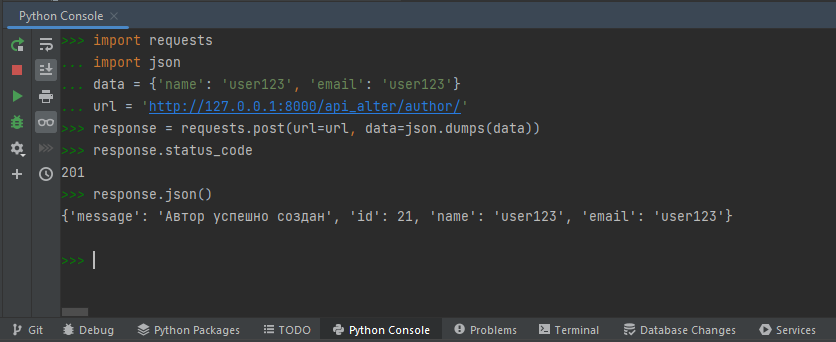 Python Console ×
>>> import requests
... import json
... data = {'name': 'user123', 'email': 'user123'}
... url = 'http://127.0.0.1:8000/api_alter/author/'
>>> response = requests.post(url=url, data=json.dumps(data))
>>> response.status_code
201
>>> response.json()
{'message': 'Автор успешно создан', 'id': 21, 'name': 'user123', 'email': 'user123'}
>>>
Git Debug Python Packages TODO Python Console Problems Terminal Database Changes Services